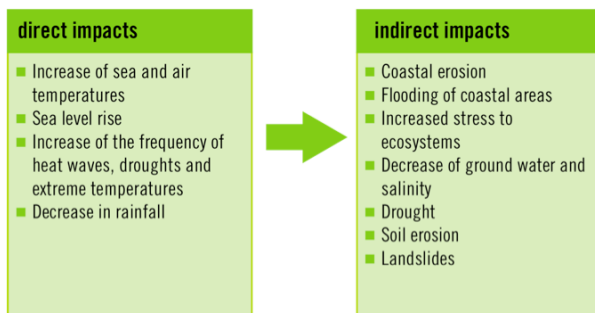 direct impacts
Increase of sea and air
temperatures
Sea level rise
Increase of the frequency of
heat waves, droughts and
extreme temperatures
Decrease in rainfall
indirect impacts
Coastal erosion
Flooding of coastal areas
Increased stress to
ecosystems
Decrease of ground water and
salinity
Drought
Soil erosion
Landslides